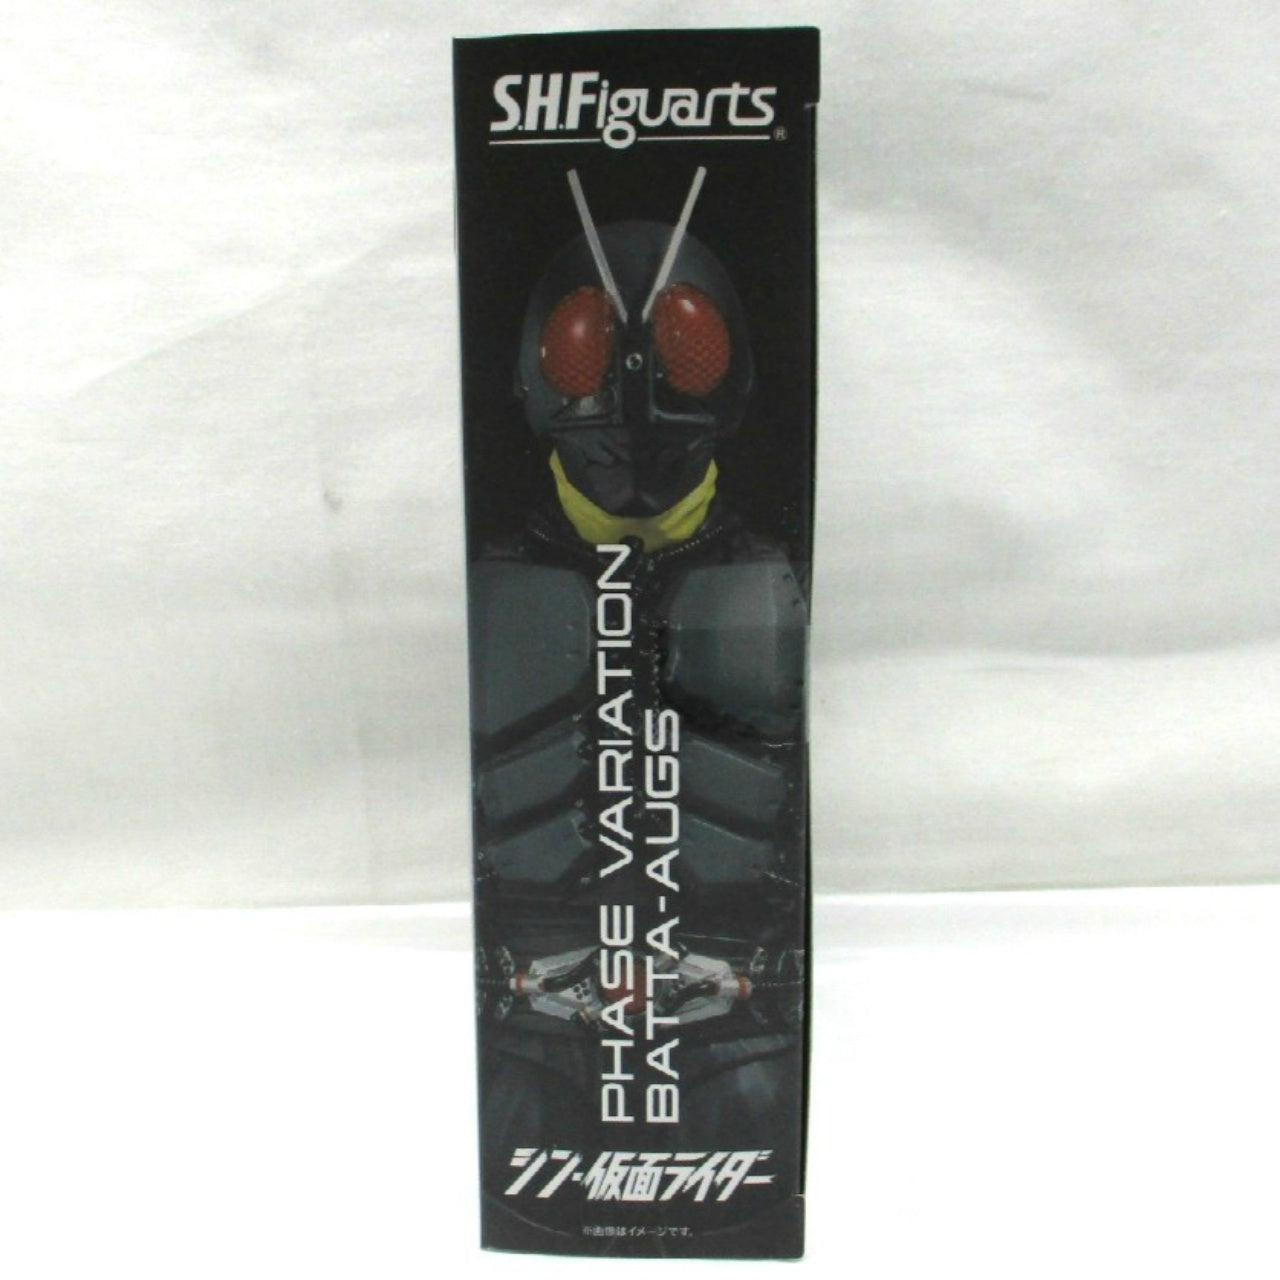 S.H.Figuarts®
PHASE VARIATION
BATTA-AUGS
シン・仮面ライダー
※画像はイメージです。